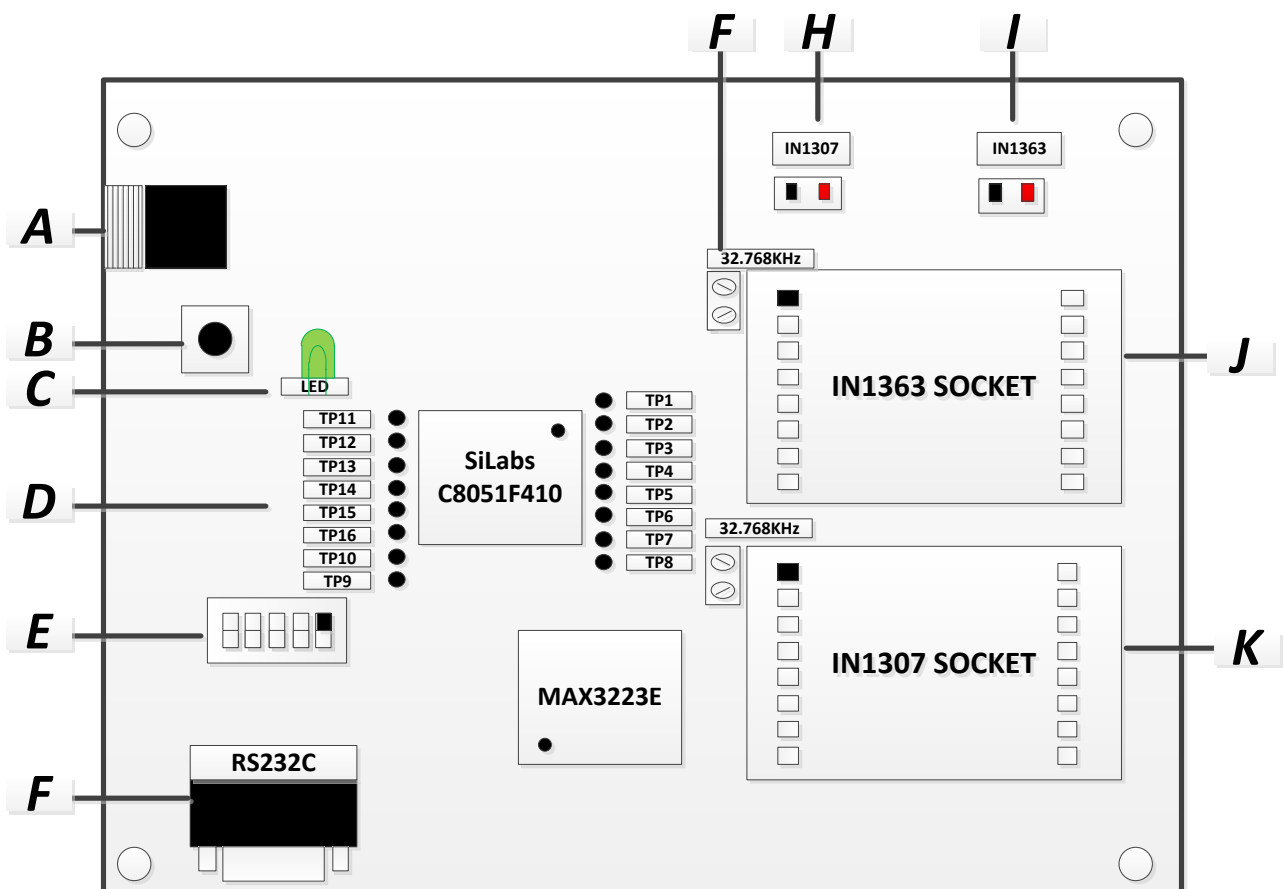 F H I
IN1307 IN1363
A
32.768KHz
B
C
LED
J
IN1363 SOCKET
TP11
TP12
TP13
TP14
TP15
TP16
TP10
TP9
SiLabs
C8051F410
TP1
TP2
TP3
TP4
TP5
TP6
TP7
TP8
D
32.768KHz
E
IN1307 SOCKET
K
MAX3223E
RS232C
F